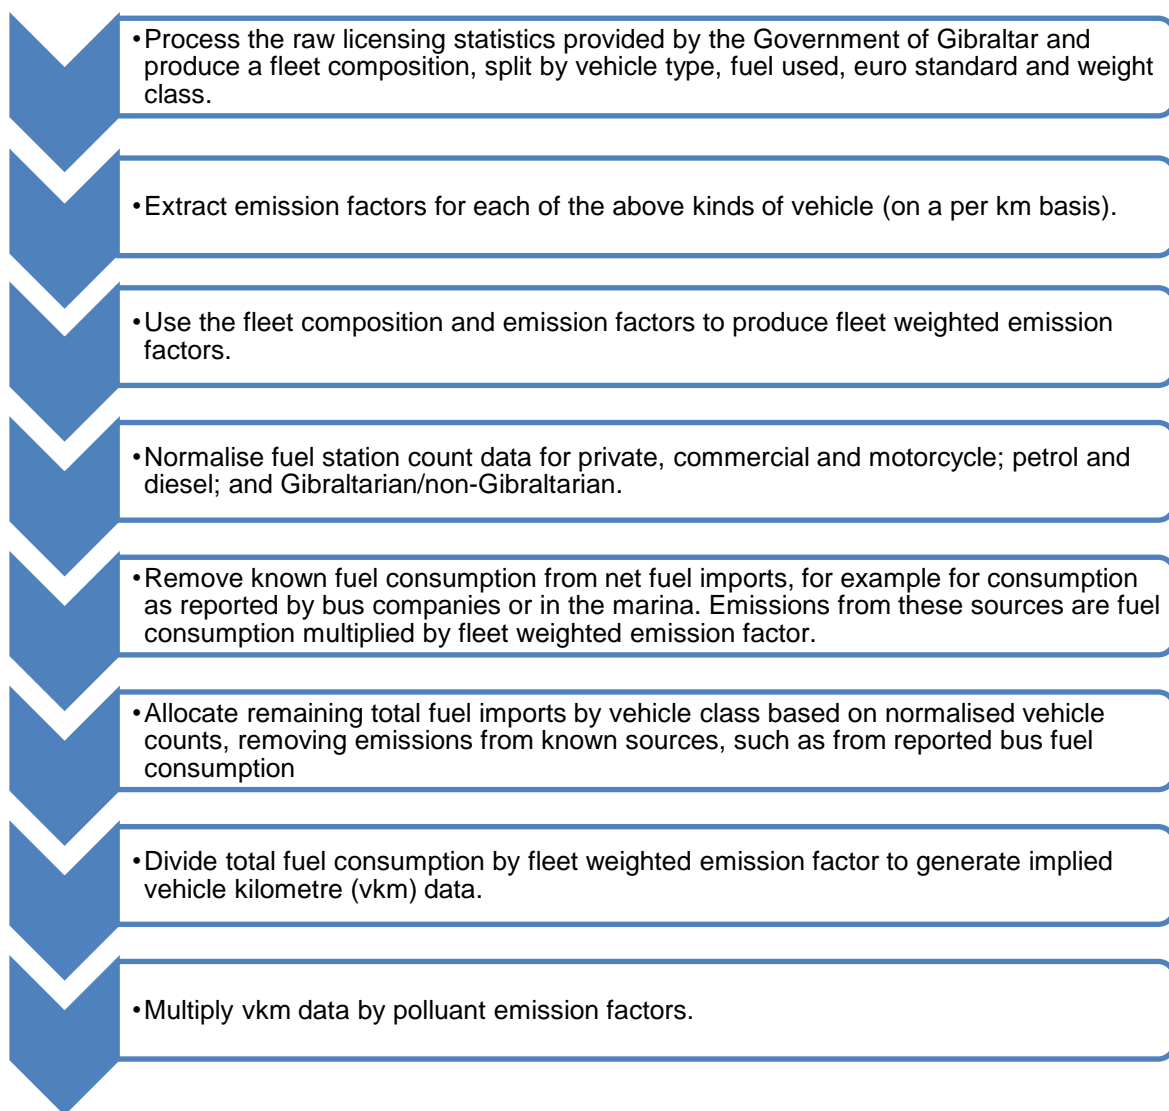 •Process the raw licensing statistics provided by the Government of Gibraltar and
produce a fleet composition, split by vehicle type, fuel used, euro standard and weight
class.
•Extract emission factors for each of the above kinds of vehicle (on a per km basis).
•Use the fleet composition and emission factors to produce fleet weighted emission
factors.
•Normalise fuel station count data for private, commercial and motorcycle; petrol and
diesel; and Gibraltarian/non-Gibraltarian.
•Remove known fuel consumption from net fuel imports, for example for consumption
as reported by bus companies or in the marina. Emissions from these sources are fuel
consumption multiplied by fleet weighted emission factor.
•Allocate remaining total fuel imports by vehicle class based on normalised vehicle
counts, removing emissions from known sources, such as from reported bus fuel
consumption
•Divide total fuel consumption by fleet weighted emission factor to generate implied
vehicle kilometre (vkm) data.
•Multiply vkm data by polluant emission factors.